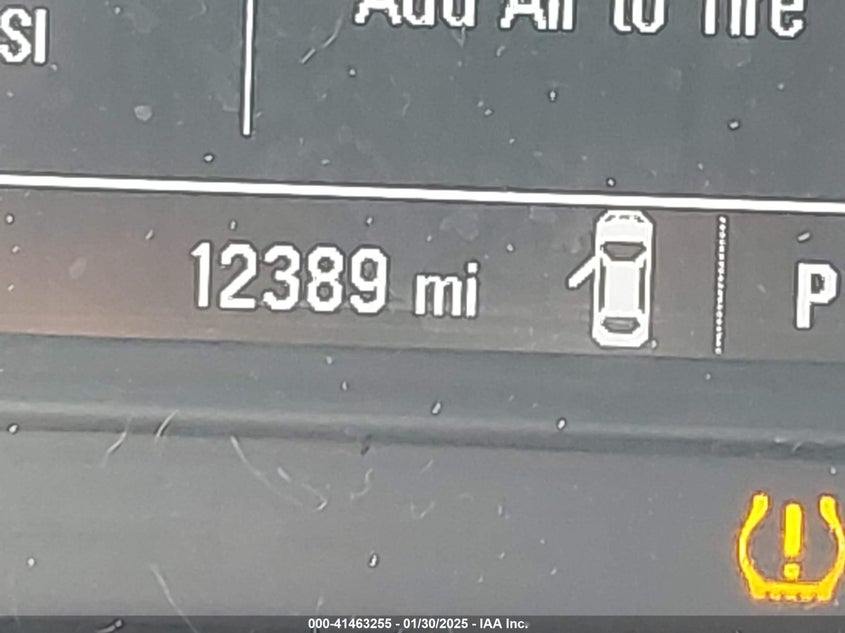 SI
Add Air to Tire
12389 mi
P
000-41463255 - 01/30/2025 - IAA Inc.